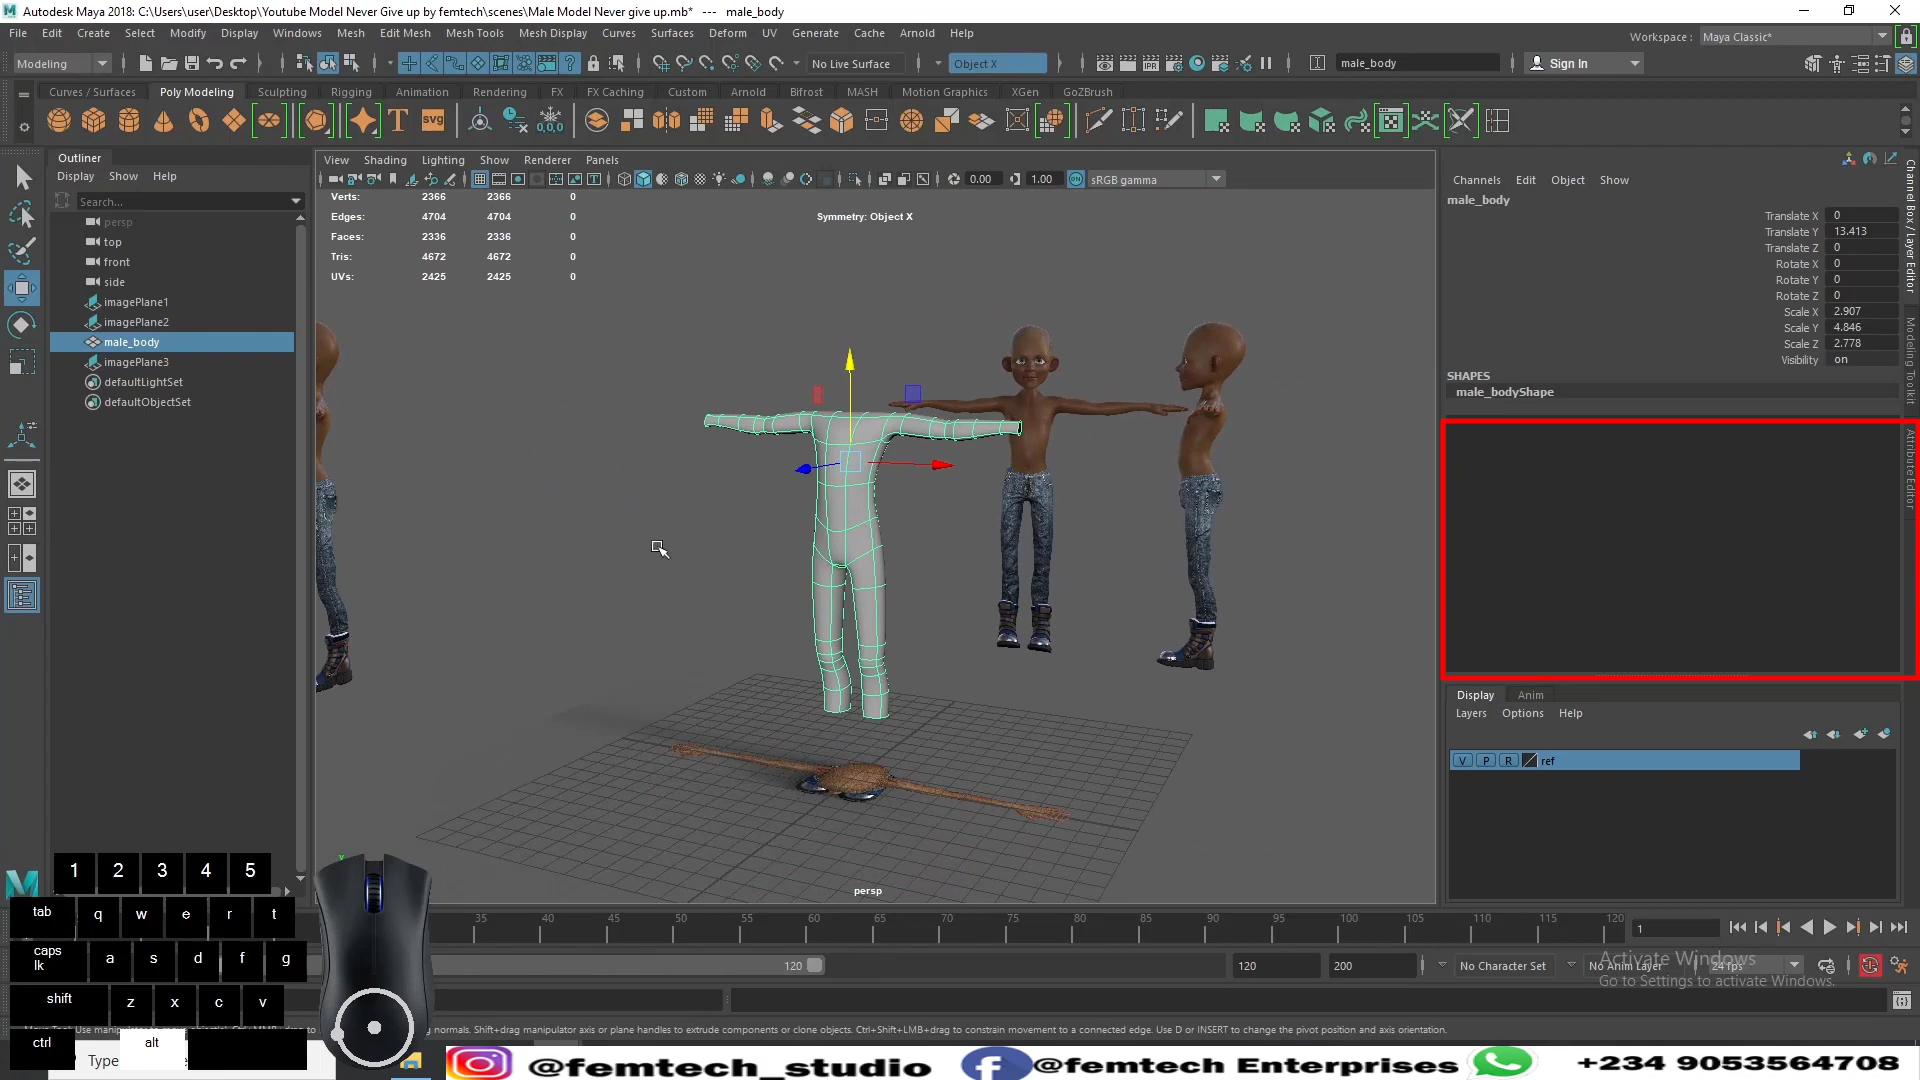 Autodesk Maya 2018: C:\Users\user\Desktop\Youtube Model Never Give up by femtech\scenes\Male Model Never give up.mb* --- male_body
File Edit Create Select Modify Display Windows Mesh Edit Mesh Mesh Tools Mesh Display Curves Surfaces Deform UV Generate Cache Arnold Help
Workspace : Maya Classic*
Modeling No Live Surface Object X male_body Sign In
Curves / Surfaces Poly Modeling Sculpting Rigging Animation Rendering FX FX Caching Custom Arnold Bifrost MASH Motion Graphics XGen GoZBrush
T svg 0,0,0
Outliner
Display Show Help
Search...
persp
top
front
side
imagePlane1
imagePlane2
male_body
imagePlane3
defaultLightSet
defaultObjectSet
View Shading Lighting Show Renderer Panels
0.00 1.00 sRGB gamma
Verts: 2366 2366 0
Edges: 4704 4704 0
Faces: 2336 2336 0
Tris: 4672 4672 0
UVs: 2425 2425 0
Symmetry: Object X
persp
Channels Edit Object Show
male_body
Translate X 0
Translate Y 13.413
Translate Z 0
Rotate X 0
Rotate Y 0
Rotate Z 0
Scale X 2.907
Scale Y 4.846
Scale Z 2.778
Visibility on
SHAPES
male_bodyShape
Channel Box / Layer Editor
Modeling Toolkit
Attribute Editor
Display Anim
Layers Options Help
V P R ref
35 40 45 50 55 60 65 70 75 80 85 90 95 100 105 110 115 120
1
120 120 200 No Character Set No Anim Layer 24 fps
Activate Windows
Go to Settings to activate Windows.
1 2 3 4 5
tab q w e r t
caps lk a s d f g
shift z x c v
ctrl alt
normals. Shift+drag manipulator axis or plane handles to extrude components or clone objects. Ctrl+Shift+LMB+drag to constrain movement to a connected edge. Use D or INSERT to change the pivot position and axis orientation.
Type
@femtech_studio @femtech Enterprises +234 9053564708